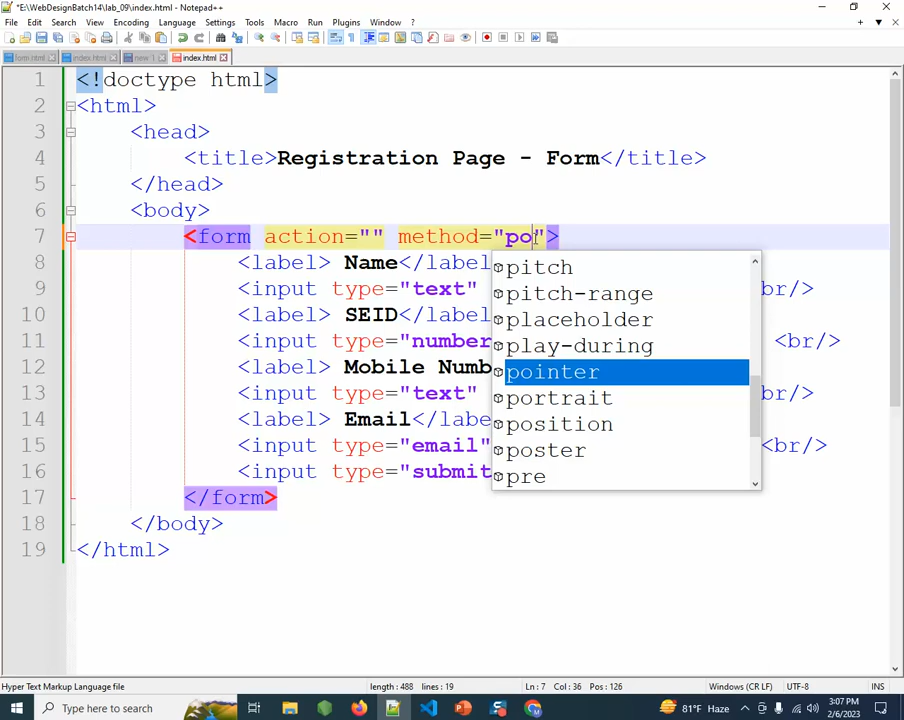 *E:\WebDesignBatch14\lab_09\index.html - Notepad++
File Edit Search View Encoding Language Settings Tools Macro Run Plugins Window ?
form.html index.html new 1 index.html
1 <!doctype html>
2 <html>
3 <head>
4 <title>Registration Page - Form</title>
5 </head>
6 <body>
7 <form action="" method="po">
8 <label> Name</label
9 <input type="text" br/>
10 <label> SEID</label
11 <input type="number <br/>
12 <label> Mobile Numb
13 <input type="text" br/>
14 <label> Email</labe
15 <input type="email" <br/>
16 <input type="submit
17 </form>
18 </body>
19 </html>
pitch
pitch-range
placeholder
play-during
pointer
portrait
position
poster
pre
Hyper Text Markup Language file length : 488 lines : 19 Ln : 7 Col : 36 Pos : 126 Windows (CR LF) UTF-8 INS
Type here to search 81°F Haze 3:07 PM
2/6/2023